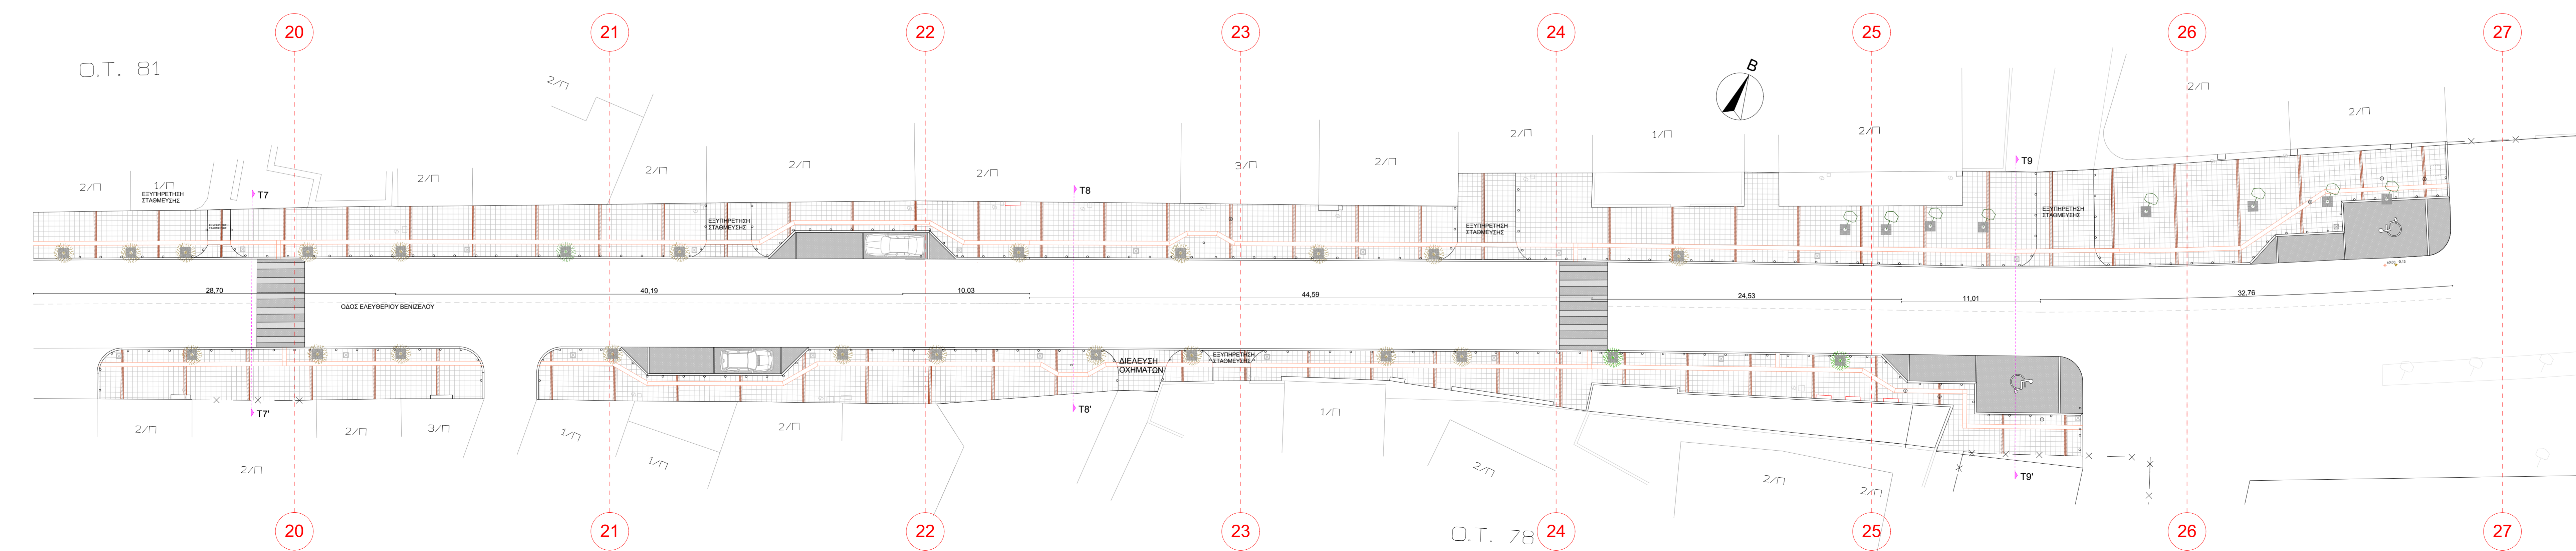 20
21
22
23
24
25
26
27
Ο.Τ. 81
Β
2/Π
2/Π
2/Π
1/Π
2/Π
2/Π
2/Π
1/Π
2/Π
2/Π
2/Π
2/Π
3/Π
2/Π
ΕΞΥΠΗΡΕΤΗΣΗ
ΣΤΑΘΜΕΥΣΗΣ
T7
T8
T9
ΕΞΥΠΗΡΕΤΗΣΗ
ΣΤΑΘΜΕΥΣΗΣ
ΕΞΥΠΗΡΕΤΗΣΗ
ΣΤΑΘΜΕΥΣΗΣ
ΕΞΥΠΗΡΕΤΗΣΗ
ΣΤΑΘΜΕΥΣΗΣ
28,70
40,19
10,03
44,59
24,53
11,01
32,76
ΟΔΟΣ ΕΛΕΥΘΕΡΙΟΥ ΒΕΝΙΖΕΛΟΥ
ΔΙΕΛΕΥΣΗ
ΟΧΗΜΑΤΩΝ
ΕΞΥΠΗΡΕΤΗΣΗ
ΣΤΑΘΜΕΥΣΗΣ
T7'
T8'
T9'
2/Π
2/Π
3/Π
1/Π
2/Π
1/Π
2/Π
1/Π
2/Π
2/Π
2/Π
Ο.Τ. 78
20
21
22
23
24
25
26
27